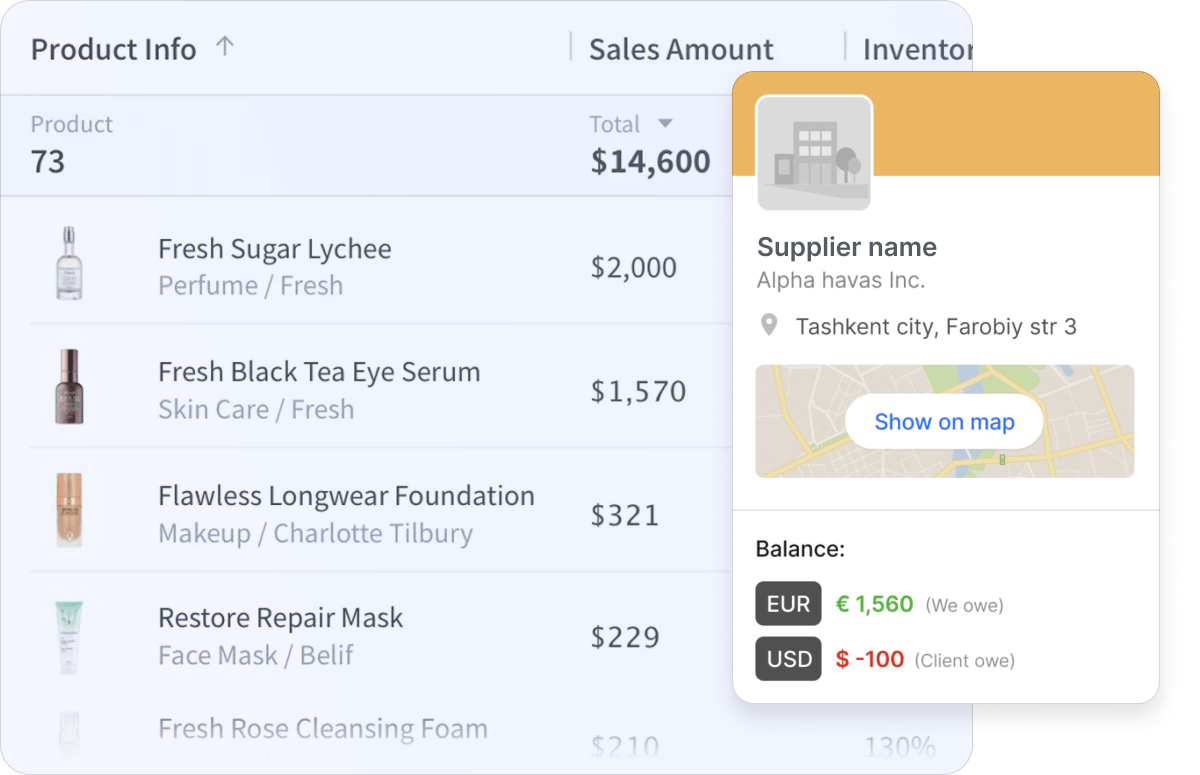 Product Info
Sales Amount
Inventor
Product
73
Total
$14,600
Fresh Sugar Lychee
Perfume / Fresh
$2,000
Fresh Black Tea Eye Serum
Skin Care / Fresh
$1,570
Flawless Longwear Foundation
Makeup / Charlotte Tilbury
$321
Restore Repair Mask
Face Mask / Belif
$229
Fresh Rose Cleansing Foam
$210
130%
Supplier name
Alpha havas Inc.
Tashkent city, Farobiy str 3
Show on map
Balance:
EUR € 1,560 (We owe)
USD $ -100 (Client owe)